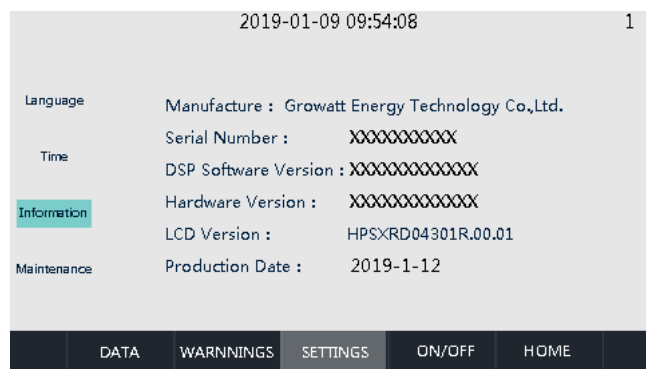 2019-01-09 09:54:08 1
Language
Manufacture : Growatt Energy Technology Co.,Ltd.
Serial Number : XXXXXXXXXX
Time
DSP Software Version : XXXXXXXXXXXX
Information
Hardware Version : XXXXXXXXXXXX
LCD Version : HPSXRD04301R.00.01
Maintenance
Production Date : 2019-1-12
DATA WARNNINGS SETTINGS ON/OFF HOME